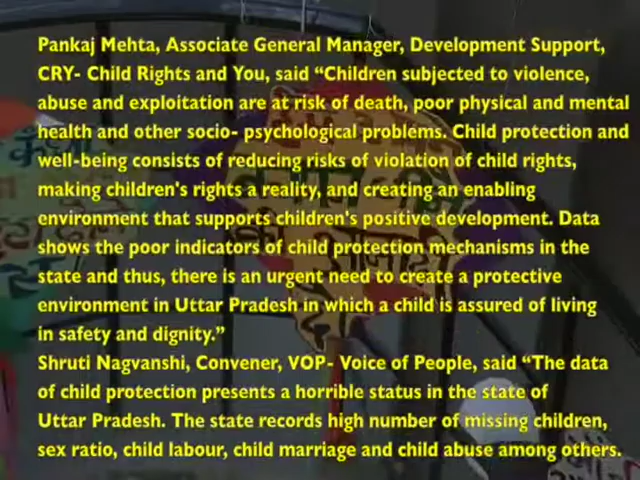 Pankaj Mehta, Associate General Manager, Development Support,
CRY- Child Rights and You, said “Children subjected to violence,
abuse and exploitation are at risk of death, poor physical and mental
health and other socio- psychological problems. Child protection and
well-being consists of reducing risks of violation of child rights,
making children's rights a reality, and creating an enabling
environment that supports children's positive development. Data
shows the poor indicators of child protection mechanisms in the
state and thus, there is an urgent need to create a protective
environment in Uttar Pradesh in which a child is assured of living
in safety and dignity.”
Shruti Nagvanshi, Convener, VOP- Voice of People, said “The data
of child protection presents a horrible status in the state of
Uttar Pradesh. The state records high number of missing children,
sex ratio, child labour, child marriage and child abuse among others.